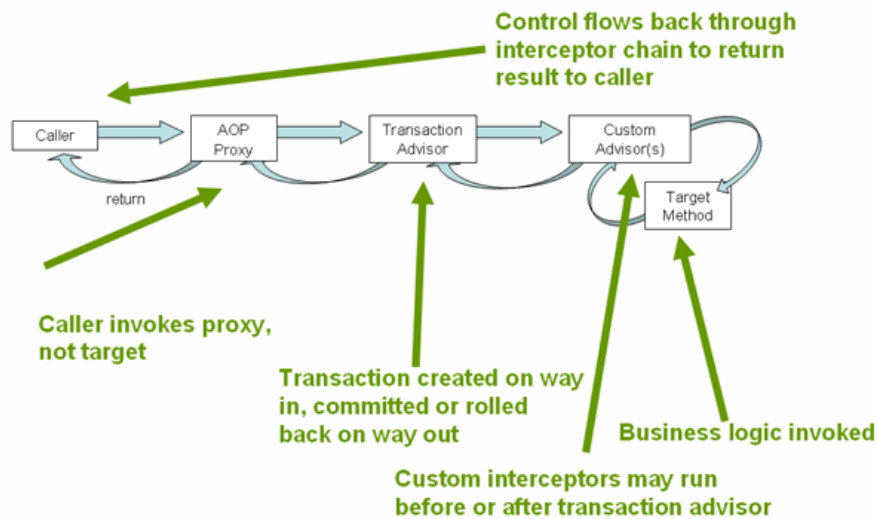 Control flows back through
interceptor chain to return
result to caller
Caller
AOP
Proxy
Transaction
Advisor
Custom
Advisor(s)
return
Target
Method
Caller invokes proxy,
not target
Transaction created on way
in, committed or rolled
back on way out
Business logic invoked
Custom interceptors may run
before or after transaction advisor